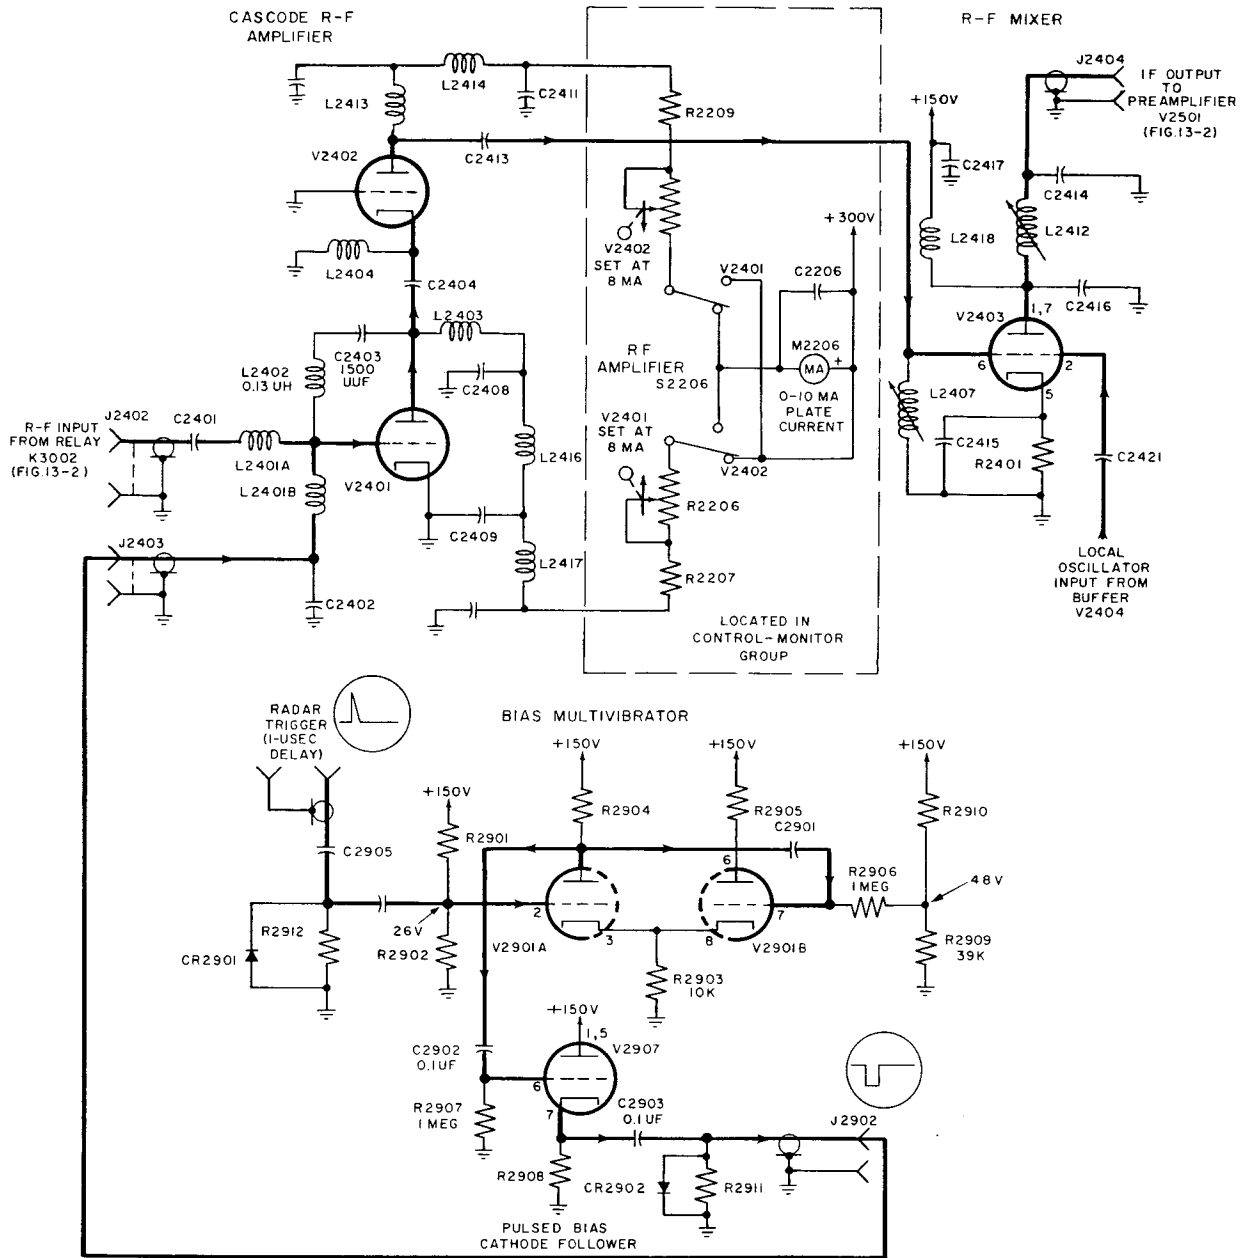 CASCODE R-F
AMPLIFIER
R-F MIXER
J2404
IF OUTPUT
TO
PREAMPLIFIER
V2501
(FIG.13-2)
L2414
L2413
C2411
R2209
+150V
V2402
C2413
C2417
C2414
L2404
C2404
V2402
SET AT
8 MA
V2401
+300V
C2206
L2418
L2412
C2416
L2403
C2403
1500
UUF
L2402
0.13 UH
C2408
RF
AMPLIFIER
S2206
M2206
+
MA
0-10 MA
PLATE
CURRENT
V2403
1,7
6
2
5
J2402
C2401
R-F INPUT
FROM RELAY
K3002
(FIG.13-2)
L2401A
L2401B
V2401
L2416
V2401
SET AT
8 MA
V2402
L2407
C2415
R2401
C2421
J2403
C2409
R2206
L2417
R2207
C2402
LOCAL
OSCILLATOR
INPUT FROM
BUFFER
V2404
LOCATED IN
CONTROL-MONITOR
GROUP
RADAR
TRIGGER
(1-USEC
DELAY)
BIAS MULTIVIBRATOR
+150V
+150V
+150V
+150V
R2904
R2905
R2910
R2901
C2901
C2905
6
R2906
1 MEG
48V
R2912
26V
2
7
CR2901
R2902
V2901A
3
8
V2901B
R2909
39K
R2903
10K
+150V
1,5
V2907
C2902
0.1UF
6
R2907
1 MEG
7
C2903
0.1UF
J2902
R2908
CR2902
R2911
PULSED BIAS
CATHODE FOLLOWER